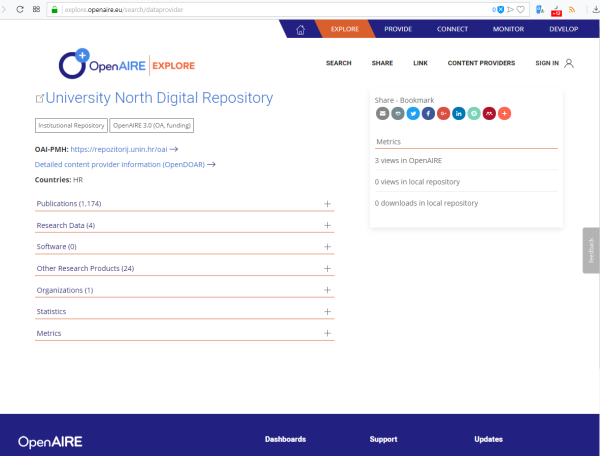 explore.openaire.eu/search/dataprovider
EXPLORE PROVIDE CONNECT MONITOR DEVELOP
OpenAIRE EXPLORE
SEARCH SHARE LINK CONTENT PROVIDERS SIGN IN
University North Digital Repository
Institutional Repository OpenAIRE 3.0 (OA, funding)
OAI-PMH: https://repozitorij.unin.hr/oai
Detailed content provider information (OpenDOAR)
Countries: HR
Publications (1,174)
Research Data (4)
Software (0)
Other Research Products (24)
Organizations (1)
Statistics
Metrics
Share - Bookmark
Metrics
3 views in OpenAIRE
0 views in local repository
0 downloads in local repository
Feedback
OpenAIRE
Dashboards Support Updates